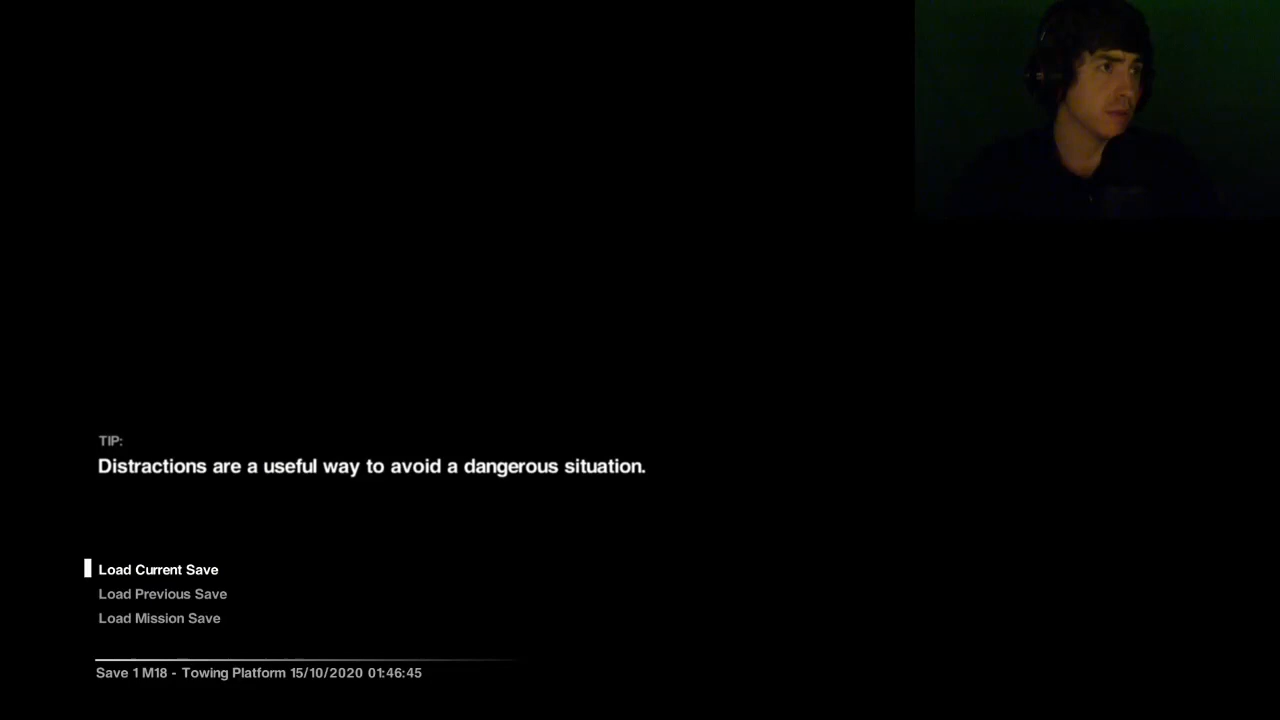 TIP:
Distractions are a useful way to avoid a dangerous situation.
Load Current Save
Load Previous Save
Load Mission Save
Save 1 M18 - Towing Platform 15/10/2020 01:46:45